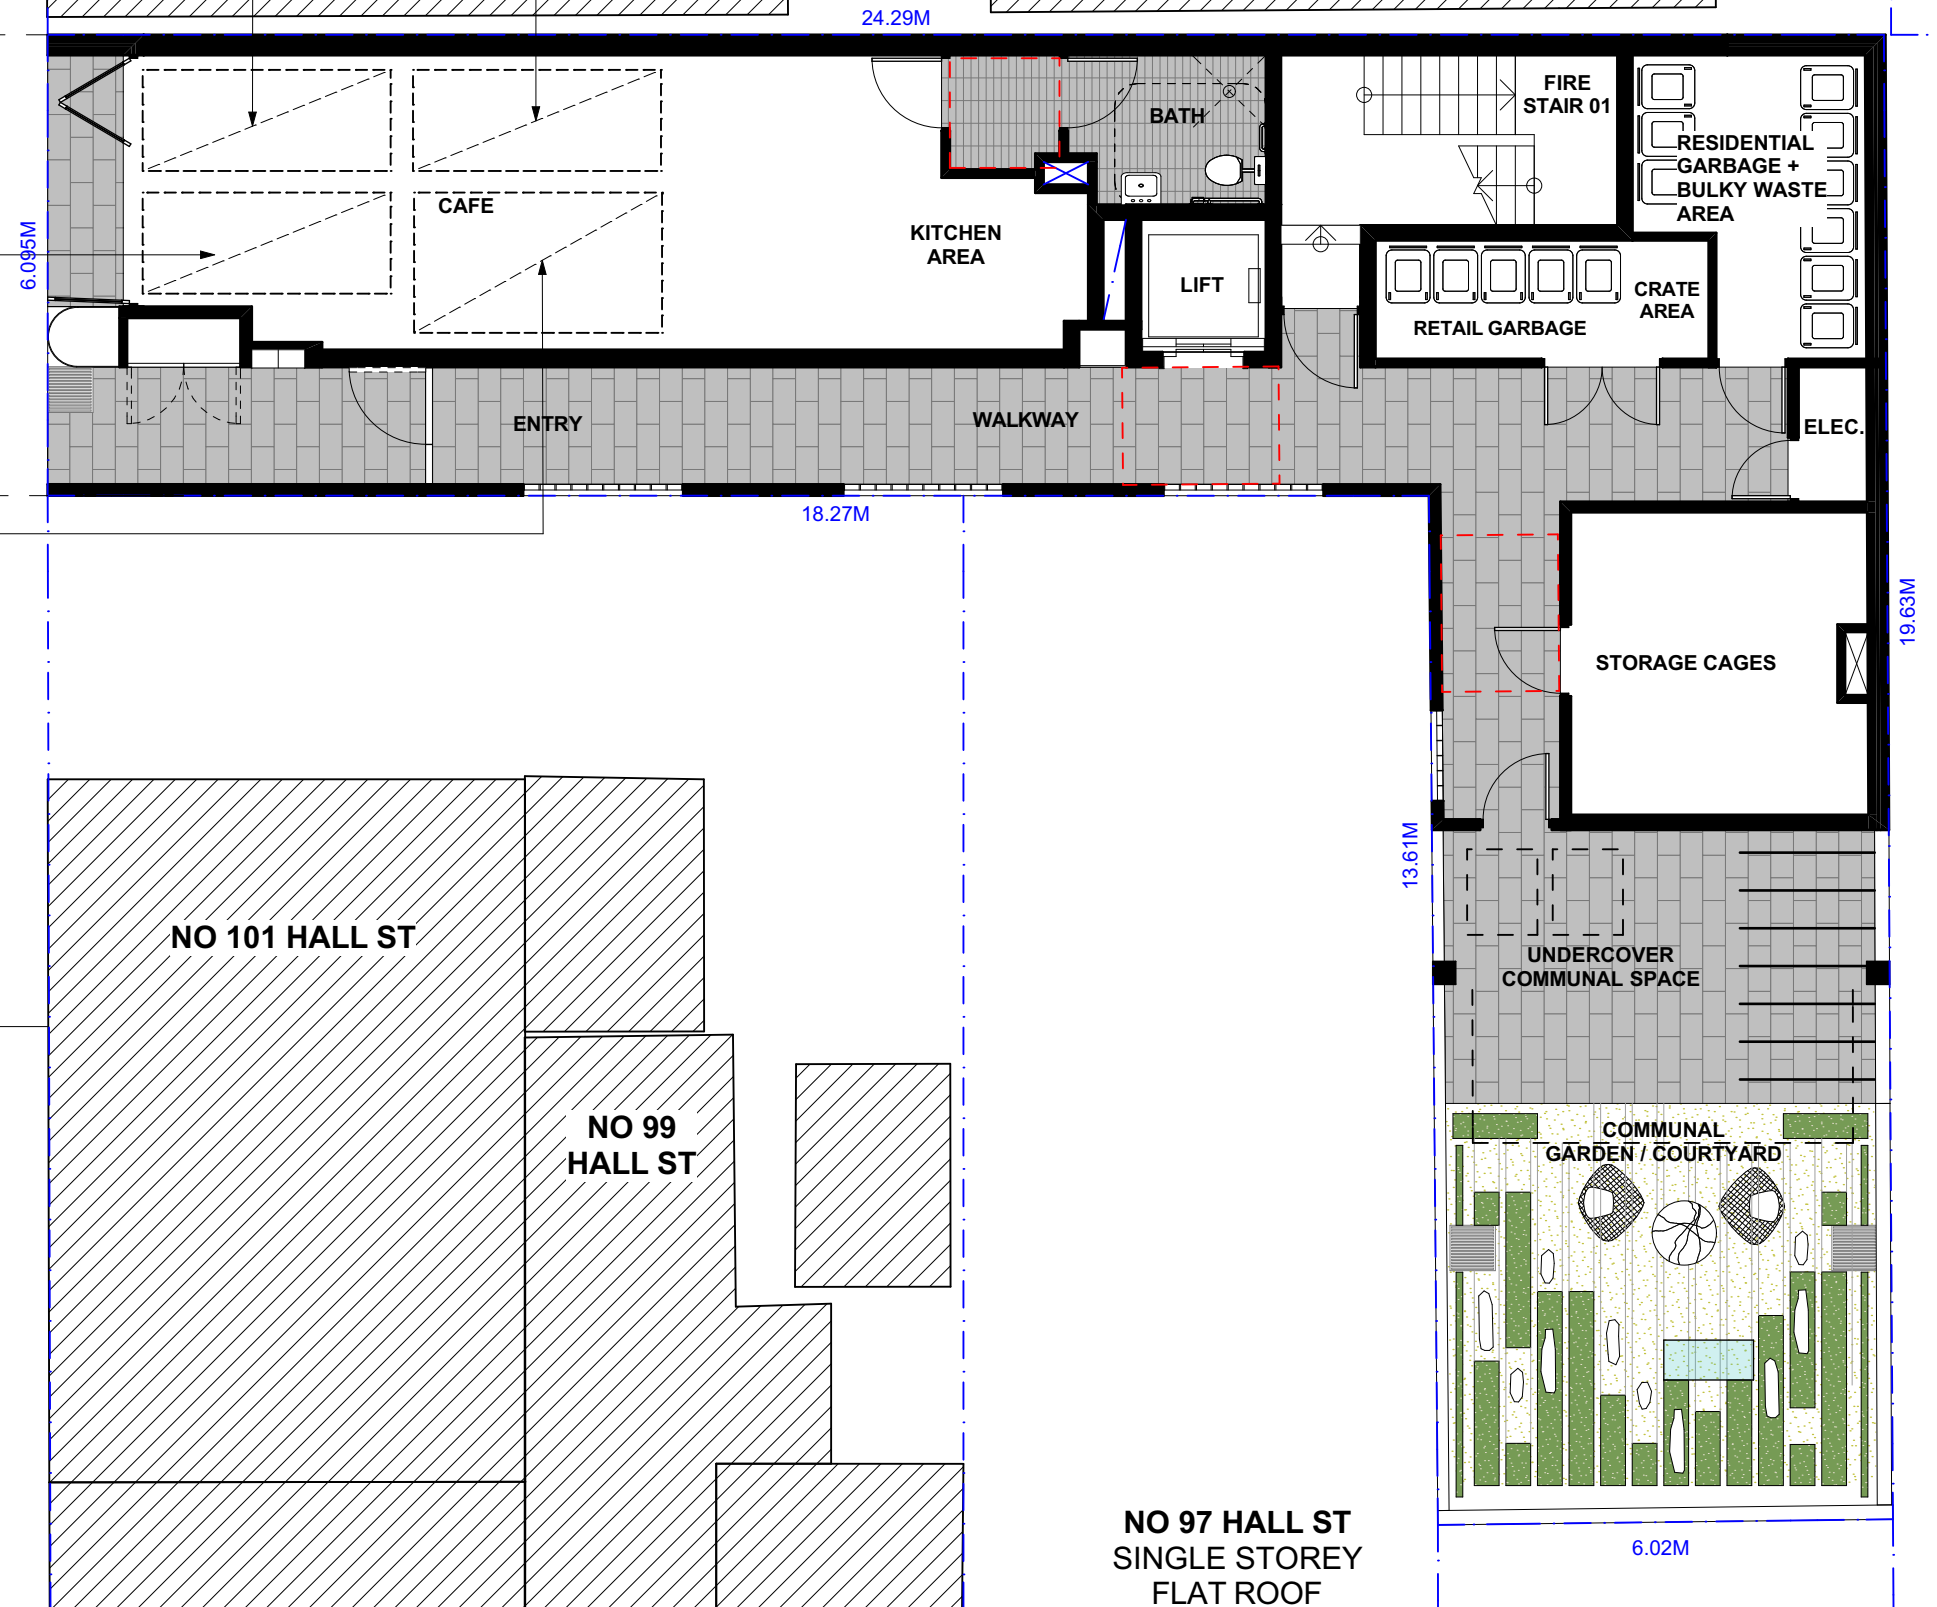 24.29M
FIRE
STAIR 01
BATH
RESIDENTIAL
GARBAGE +
BULKY WASTE
AREA
CAFE
KITCHEN
AREA
6.095M
LIFT
CRATE
AREA
RETAIL GARBAGE
ENTRY
WALKWAY
ELEC.
18.27M
19.63M
STORAGE CAGES
13.61M
NO 101 HALL ST
UNDERCOVER
COMMUNAL SPACE
NO 99
HALL ST
COMMUNAL
GARDEN / COURTYARD
NO 97 HALL ST
SINGLE STOREY
FLAT ROOF
6.02M